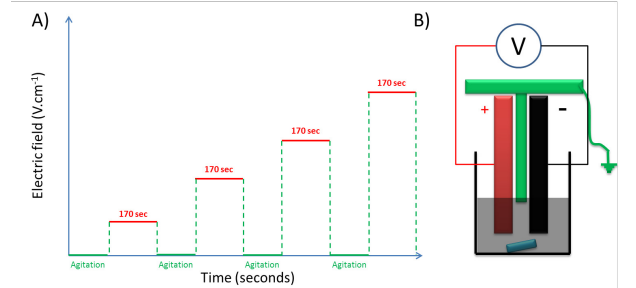 A)
Electric field (V.cm⁻¹)
170 sec
170 sec
170 sec
170 sec
Agitation
Agitation
Agitation
Agitation
Time (seconds)
B)
V
+
-